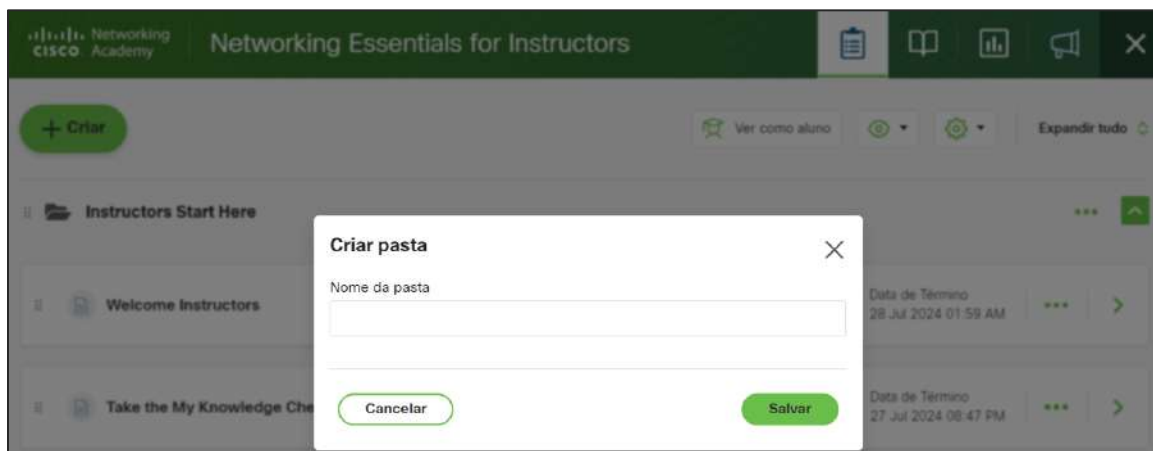 Networking
CISCO Academy
Networking Essentials for Instructors
+ Criar
Ver como aluno
Expandir tudo
Instructors Start Here
Criar pasta
Nome da pasta
Welcome Instructors
Data de Término
28 Jul 2024 01:59 AM
Take the My Knowledge Che
Cancelar
Salvar
Data de Término
27 Jul 2024 08:47 PM